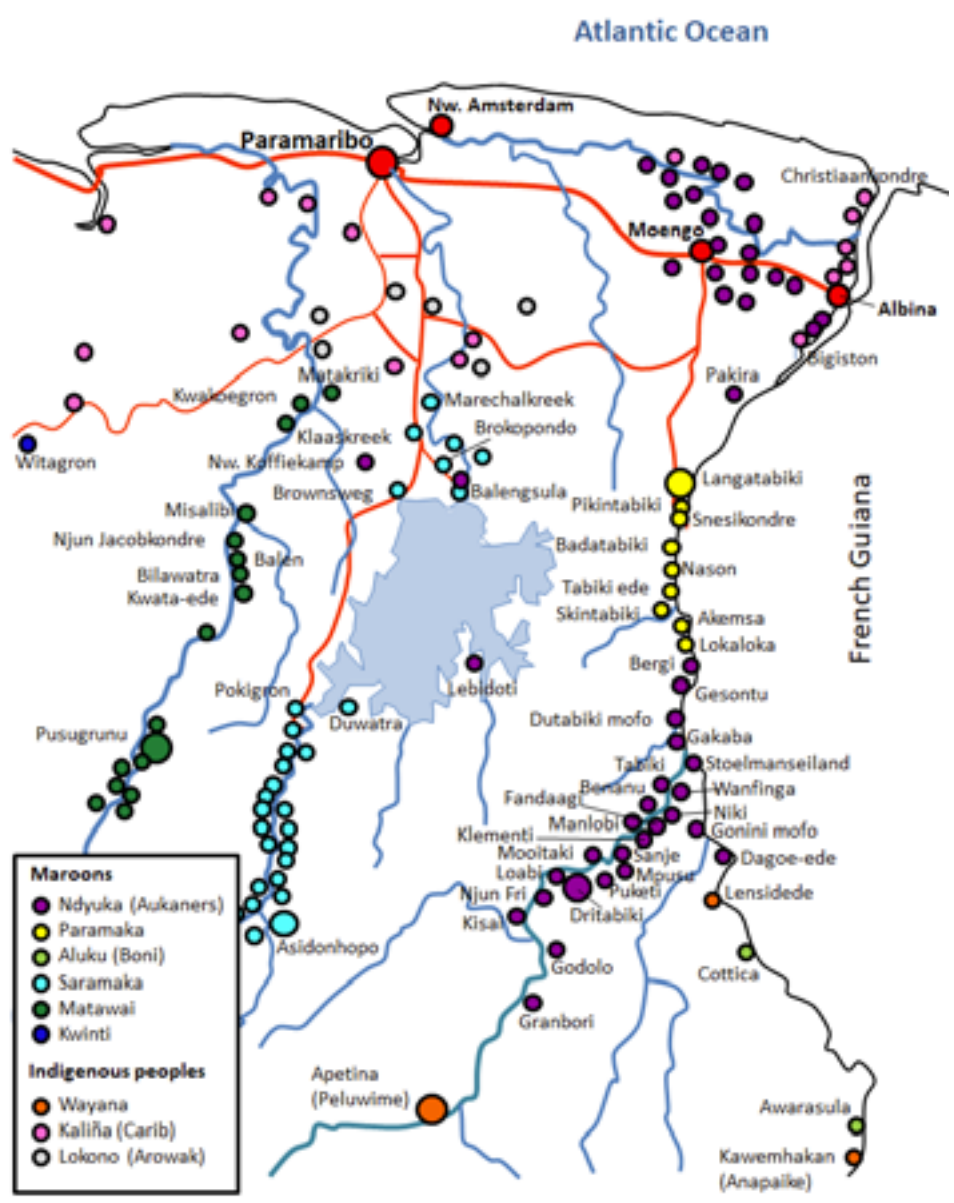 Atlantic Ocean
Nw. Amsterdam
Paramaribo
Christiaankondre
Moengo
Albina
Bigiston
Pakira
Matakriki
Kwakoegron
Marechalkreek
Klaaskreek
Brokopondo
Witagron
Nw. Koffiekamp
Brownsweg
Balengsula
Langatabiki
Pikintabiki
Snesikondre
Misalibi
Njun Jacobkondre
Balen
Bilawatra
Kwata-ede
Badatabiki
Nason
Tabiki ede
Skintabiki
Akemsa
Lokaloka
French Guiana
Bergi
Gesontu
Lebidoti
Pokigron
Duwatra
Dutabiki mofo
Gakaba
Pusugrunu
Tabiki
Stoelmanseiland
Benanu
Wanfinga
Fandaagi
Niki
Manlobi
Gonini mofo
Klementi
Mooitaki
Sanje
Dagoe-ede
Loabi
Mpusu
Puketi
Lensidede
Njun Fri
Dritabiki
Kisai
Asidonhopo
Godolo
Cottica
Granbori
Apetina
(Peluwime)
Awarasula
Kawemhakan
(Anapaike)
Maroons
Ndyuka (Aukaners)
Paramaka
Aluku (Boni)
Saramaka
Matawai
Kwinti
Indigenous peoples
Wayana
Kaliña (Carib)
Lokono (Arowak)